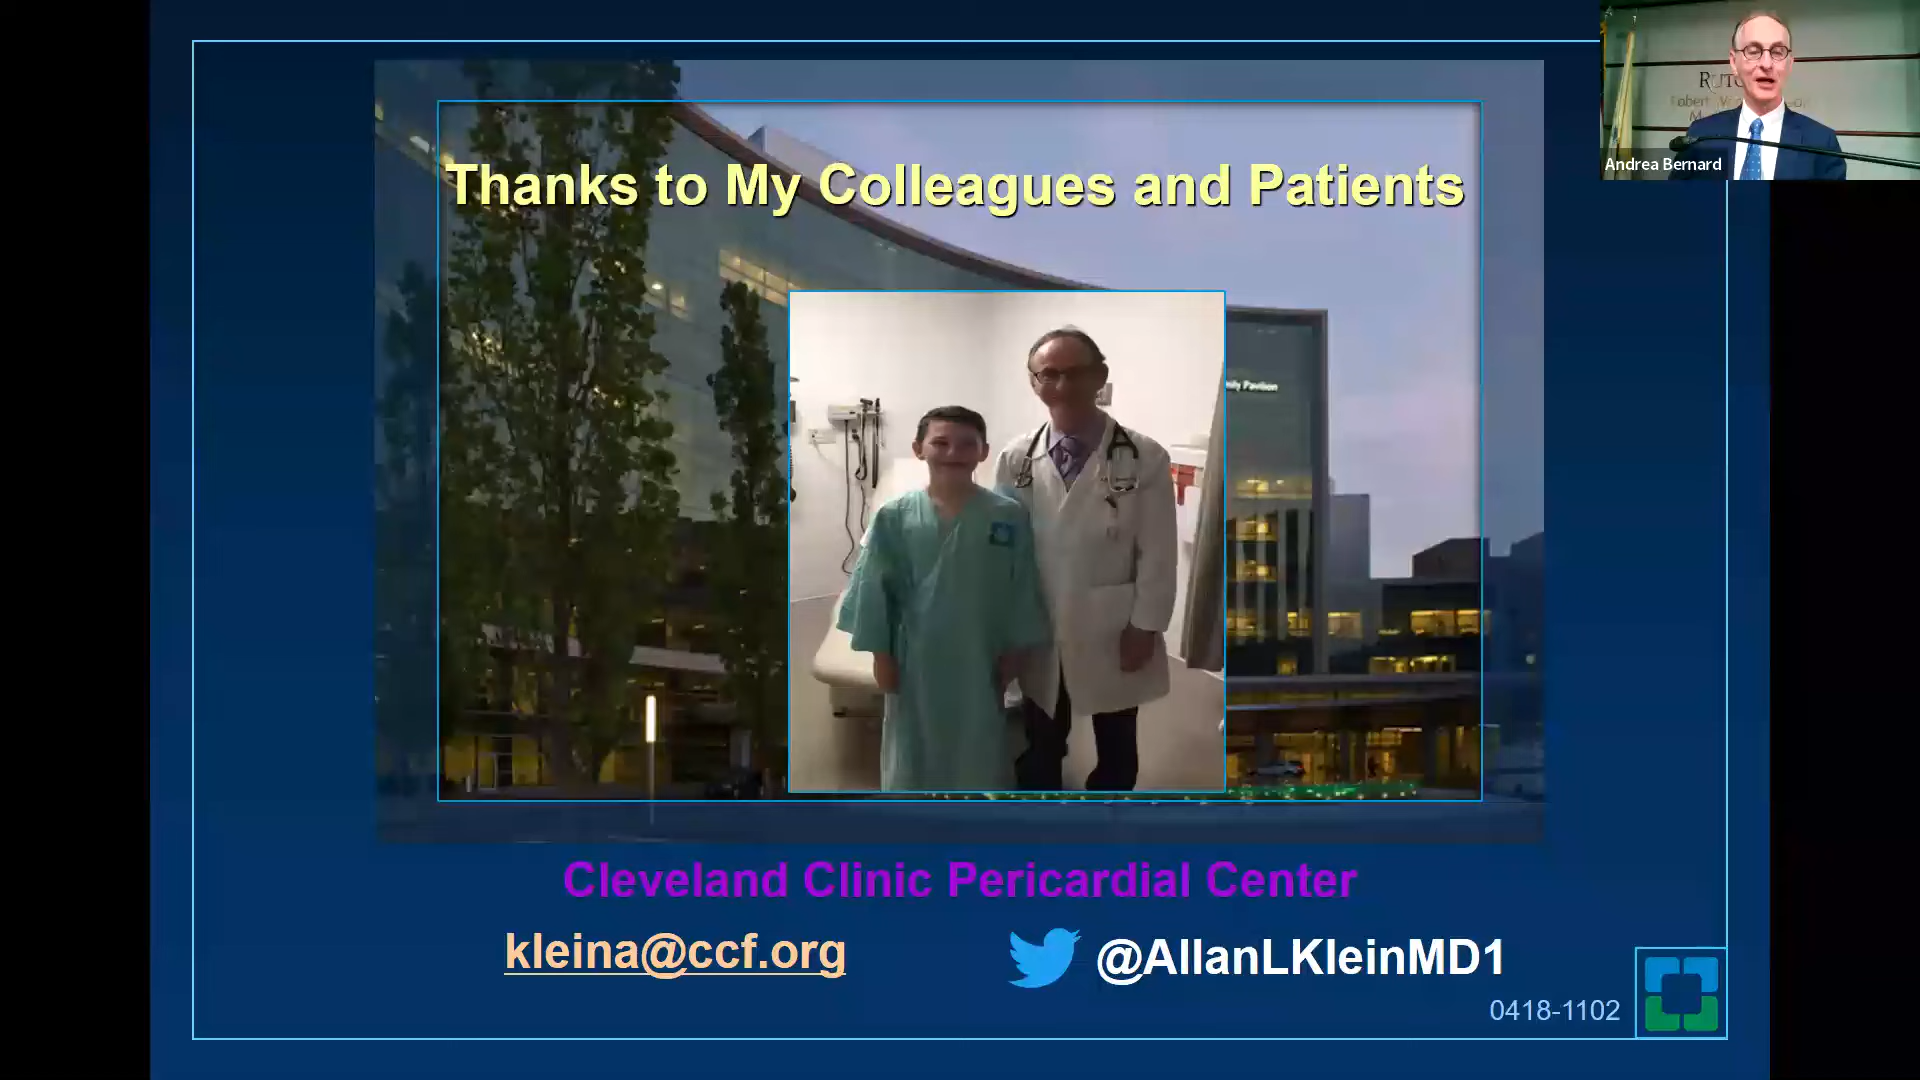 Thanks to My Colleagues and Patients
Andrea Bernard
Cleveland Clinic Pericardial Center
kleina@ccf.org
@AllanLKleinMD1
0418-1102